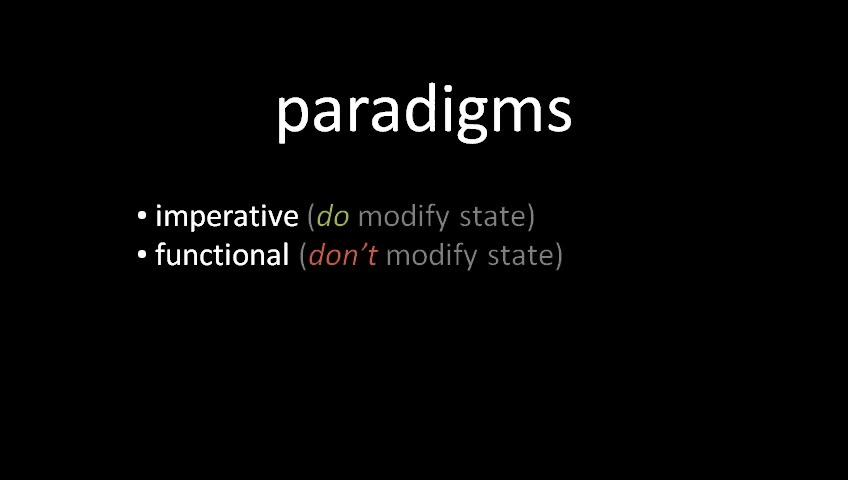 paradigms
• imperative (do modify state)
• functional (don’t modify state)